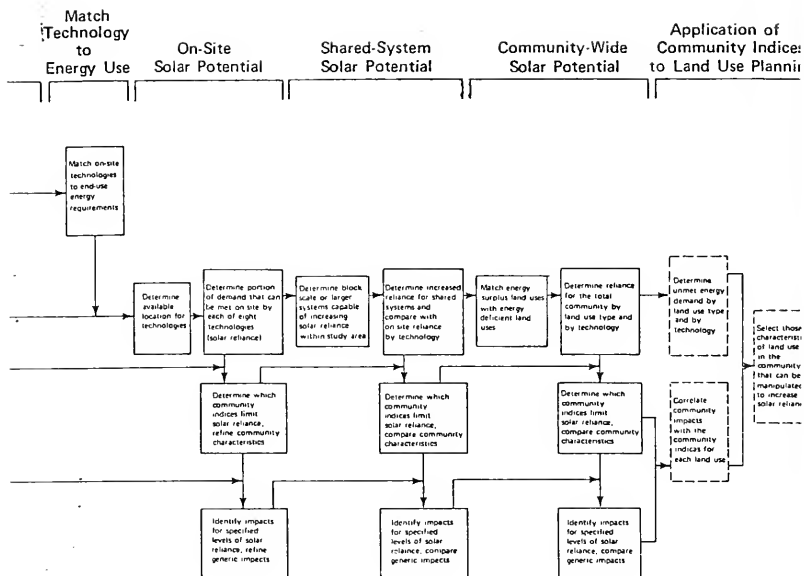 Match
Technology
to
Energy Use
On-Site
Solar Potential
Shared-System
Solar Potential
Community-Wide
Solar Potential
Application of
Community Indices
to Land Use Plannin
Match on-site
technologies
to end-use
energy
requirements
Determine
available
location for
technologies
Determine portion
of demand that can
be met on site by
each of eight
technologies
(solar reliance)
Determine block
scale or larger
systems capable
of increasing
solar reliance
within study area
Determine increased
reliance for shared
systems and
compare with
on site reliance
by technology
Match energy
surplus land uses
with energy
deficient land
uses
Determine reliance
for the total
community by
land use type and
by technology
Determine
unmet energy
demand by
land use type
and by
technology
Select those
characteristi
of land use
in the
community
that can be
manipulated
to increase
solar relianc
Determine which
community
indices limit
solar reliance,
refine community
characteristics
Determine which
community
indices limit
solar reliance,
compare community
characteristics
Determine which
community
indices limit
solar reliance,
compare community
characteristics
Correlate
community
impacts
with the
community
indices for
each land use
Identify impacts
for specified
levels of solar
reliance, refine
generic impacts
Identify impacts
for specified
levels of solar
relaince, compare
generic impacts
Identify impacts
for specified
levels of solar
reliance, compare
generic impacts